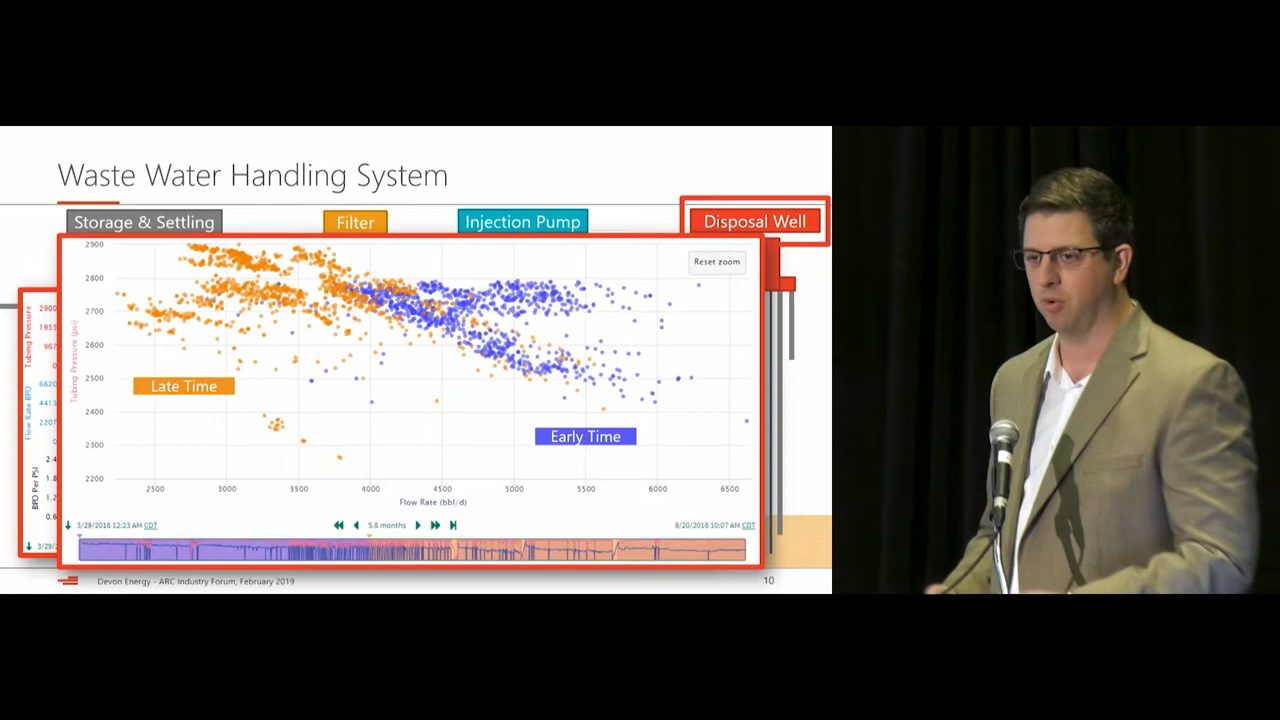 Waste Water Handling System
Storage & Settling
Filter
Injection Pump
Disposal Well
Reset zoom
2900
2800
2700
2600
2500
2400
2300
2200
Tubing Pressure (psi)
Late Time
Early Time
2500 3000 3500 4000 4500 5000 5500 6000 6500
Flow Rate (bbl/d)
3/29/2018 12:23 AM CDT
5.8 months
9/20/2018 10:07 AM CDT
Tubing Pressure
2900
1933
967
0
Flow Rate BPD
6620
4413
2207
0
BPD Per PSI
2.4
1.8
1.2
0.6
3/29/2
Devon Energy - ARC Industry Forum, February 2019
10